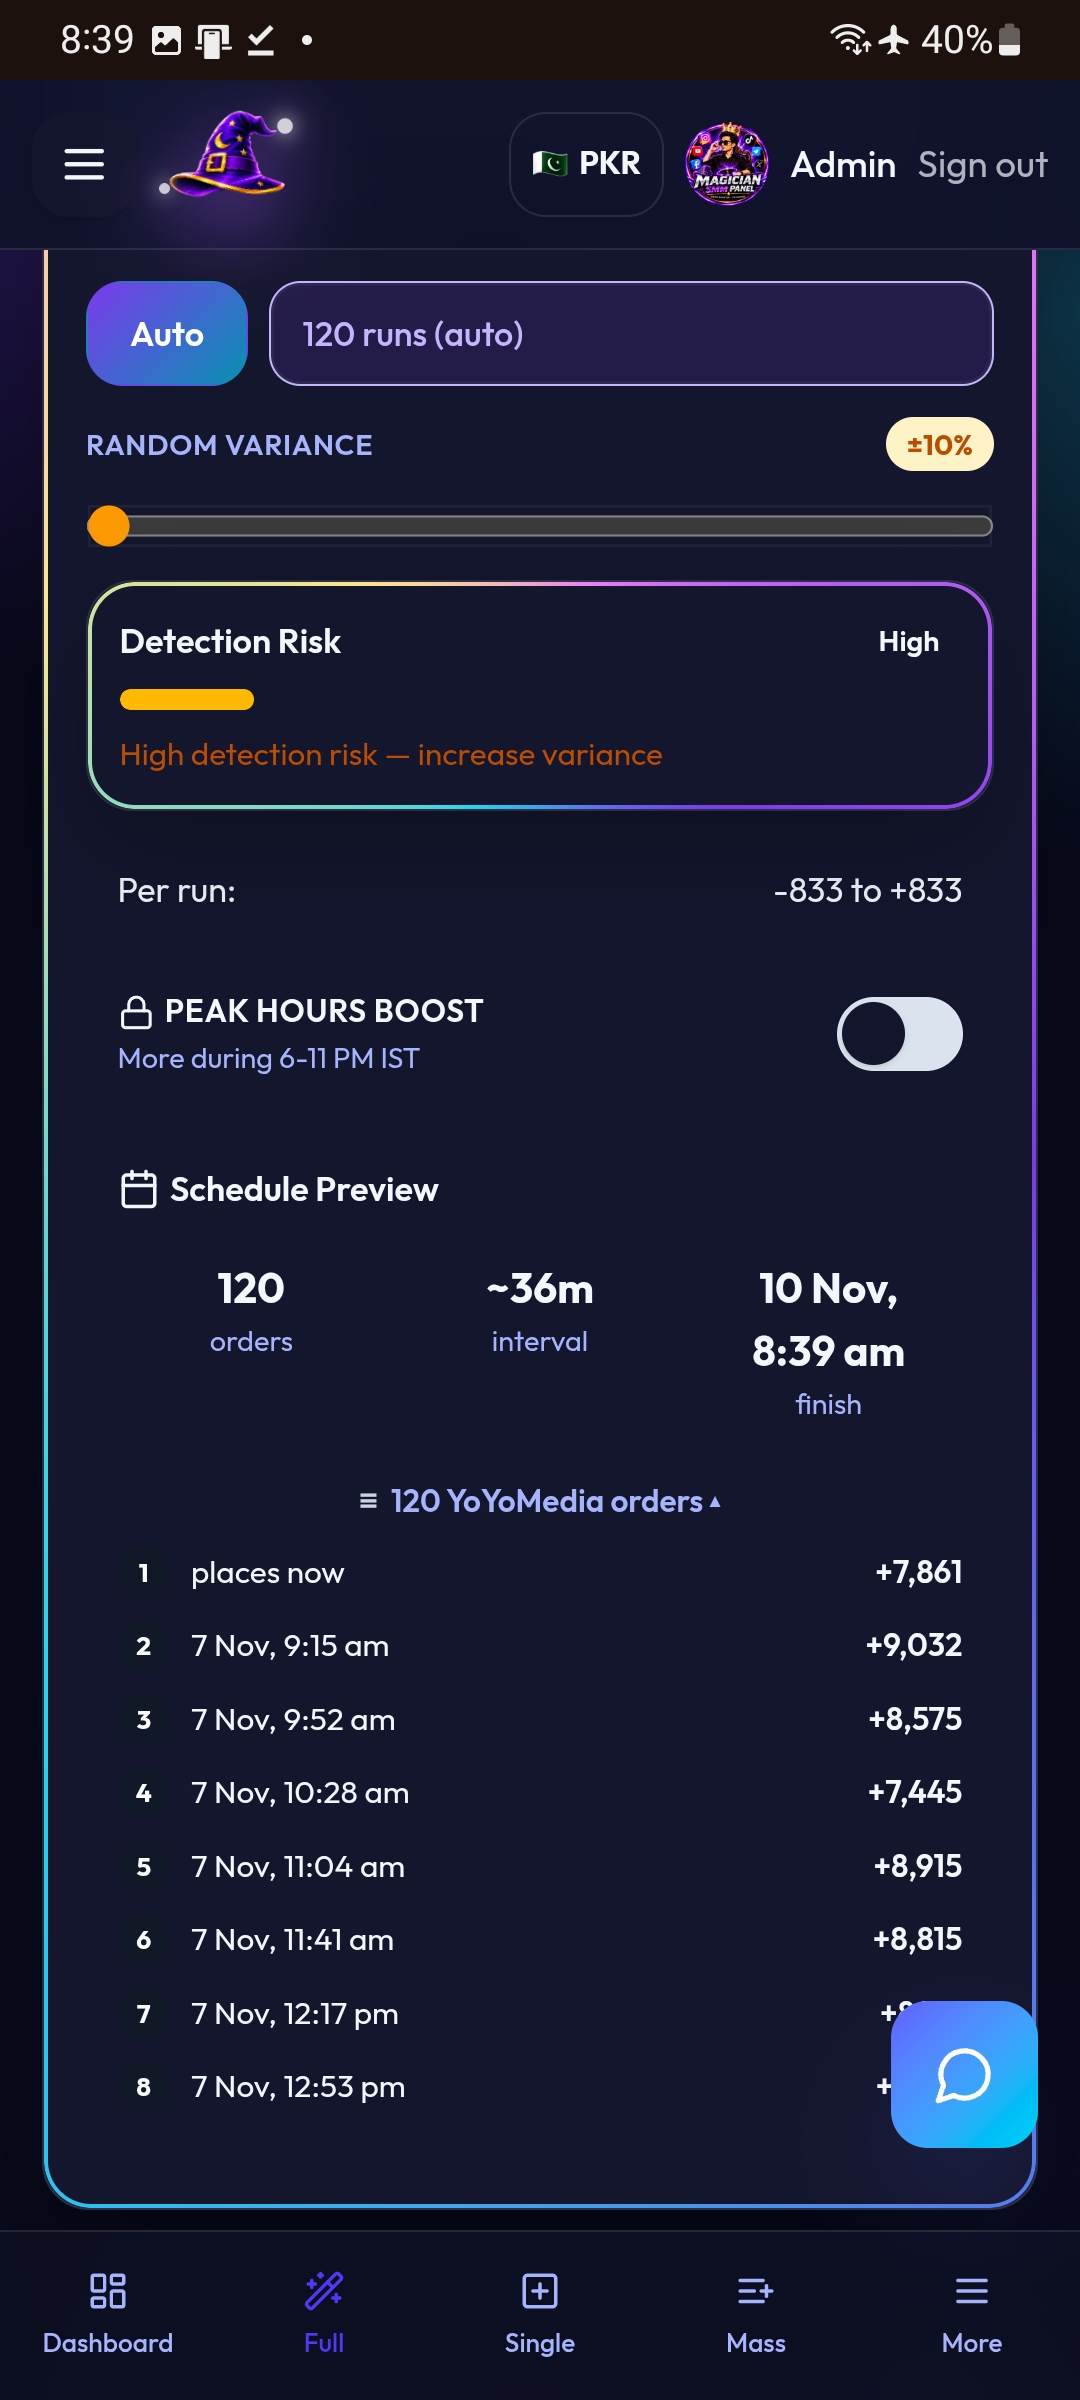 8:39
40%
PKR
MAGICIAN
SMM PANEL
Admin
Sign out
Auto
120 runs (auto)
RANDOM VARIANCE
±10%
Detection Risk
High
High detection risk — increase variance
Per run:
-833 to +833
PEAK HOURS BOOST
More during 6-11 PM IST
Schedule Preview
120
orders
~36m
interval
10 Nov,
8:39 am
finish
120 YoYoMedia orders
1 places now +7,861
2 7 Nov, 9:15 am +9,032
3 7 Nov, 9:52 am +8,575
4 7 Nov, 10:28 am +7,445
5 7 Nov, 11:04 am +8,915
6 7 Nov, 11:41 am +8,815
7 7 Nov, 12:17 pm
8 7 Nov, 12:53 pm
Dashboard
Full
Single
Mass
More